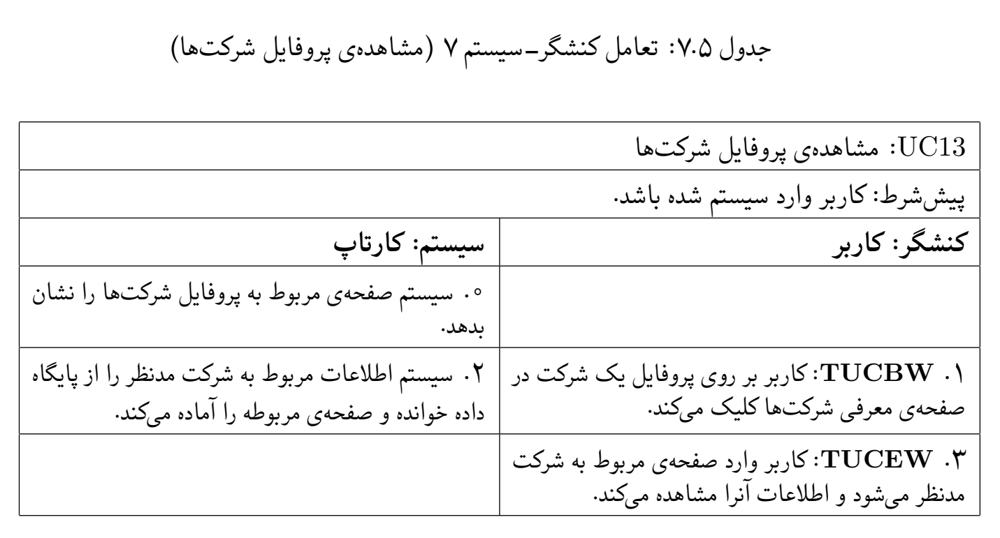 جدول ۷.۵: تعامل کنشگر-سیستم ۷ (مشاهده‌ی پروفایل شرکت‌ها)
UC13: مشاهده‌ی پروفایل شرکت‌ها
پیش‌شرط: کاربر وارد سیستم شده باشد.
کنشگر: کاربر
سیستم: کارتاپ
۰. سیستم صفحه‌ی مربوط به پروفایل شرکت‌ها را نشان
بدهد.
۱. TUCBW: کاربر بر روی پروفایل یک شرکت در
صفحه‌ی معرفی شرکت‌ها کلیک می‌کند.
۲. سیستم اطلاعات مربوط به شرکت مدنظر را از پایگاه
داده خوانده و صفحه‌ی مربوطه را آماده می‌کند.
۳. TUCEW: کاربر وارد صفحه‌ی مربوط به شرکت
مدنظر می‌شود و اطلاعات آنرا مشاهده می‌کند.